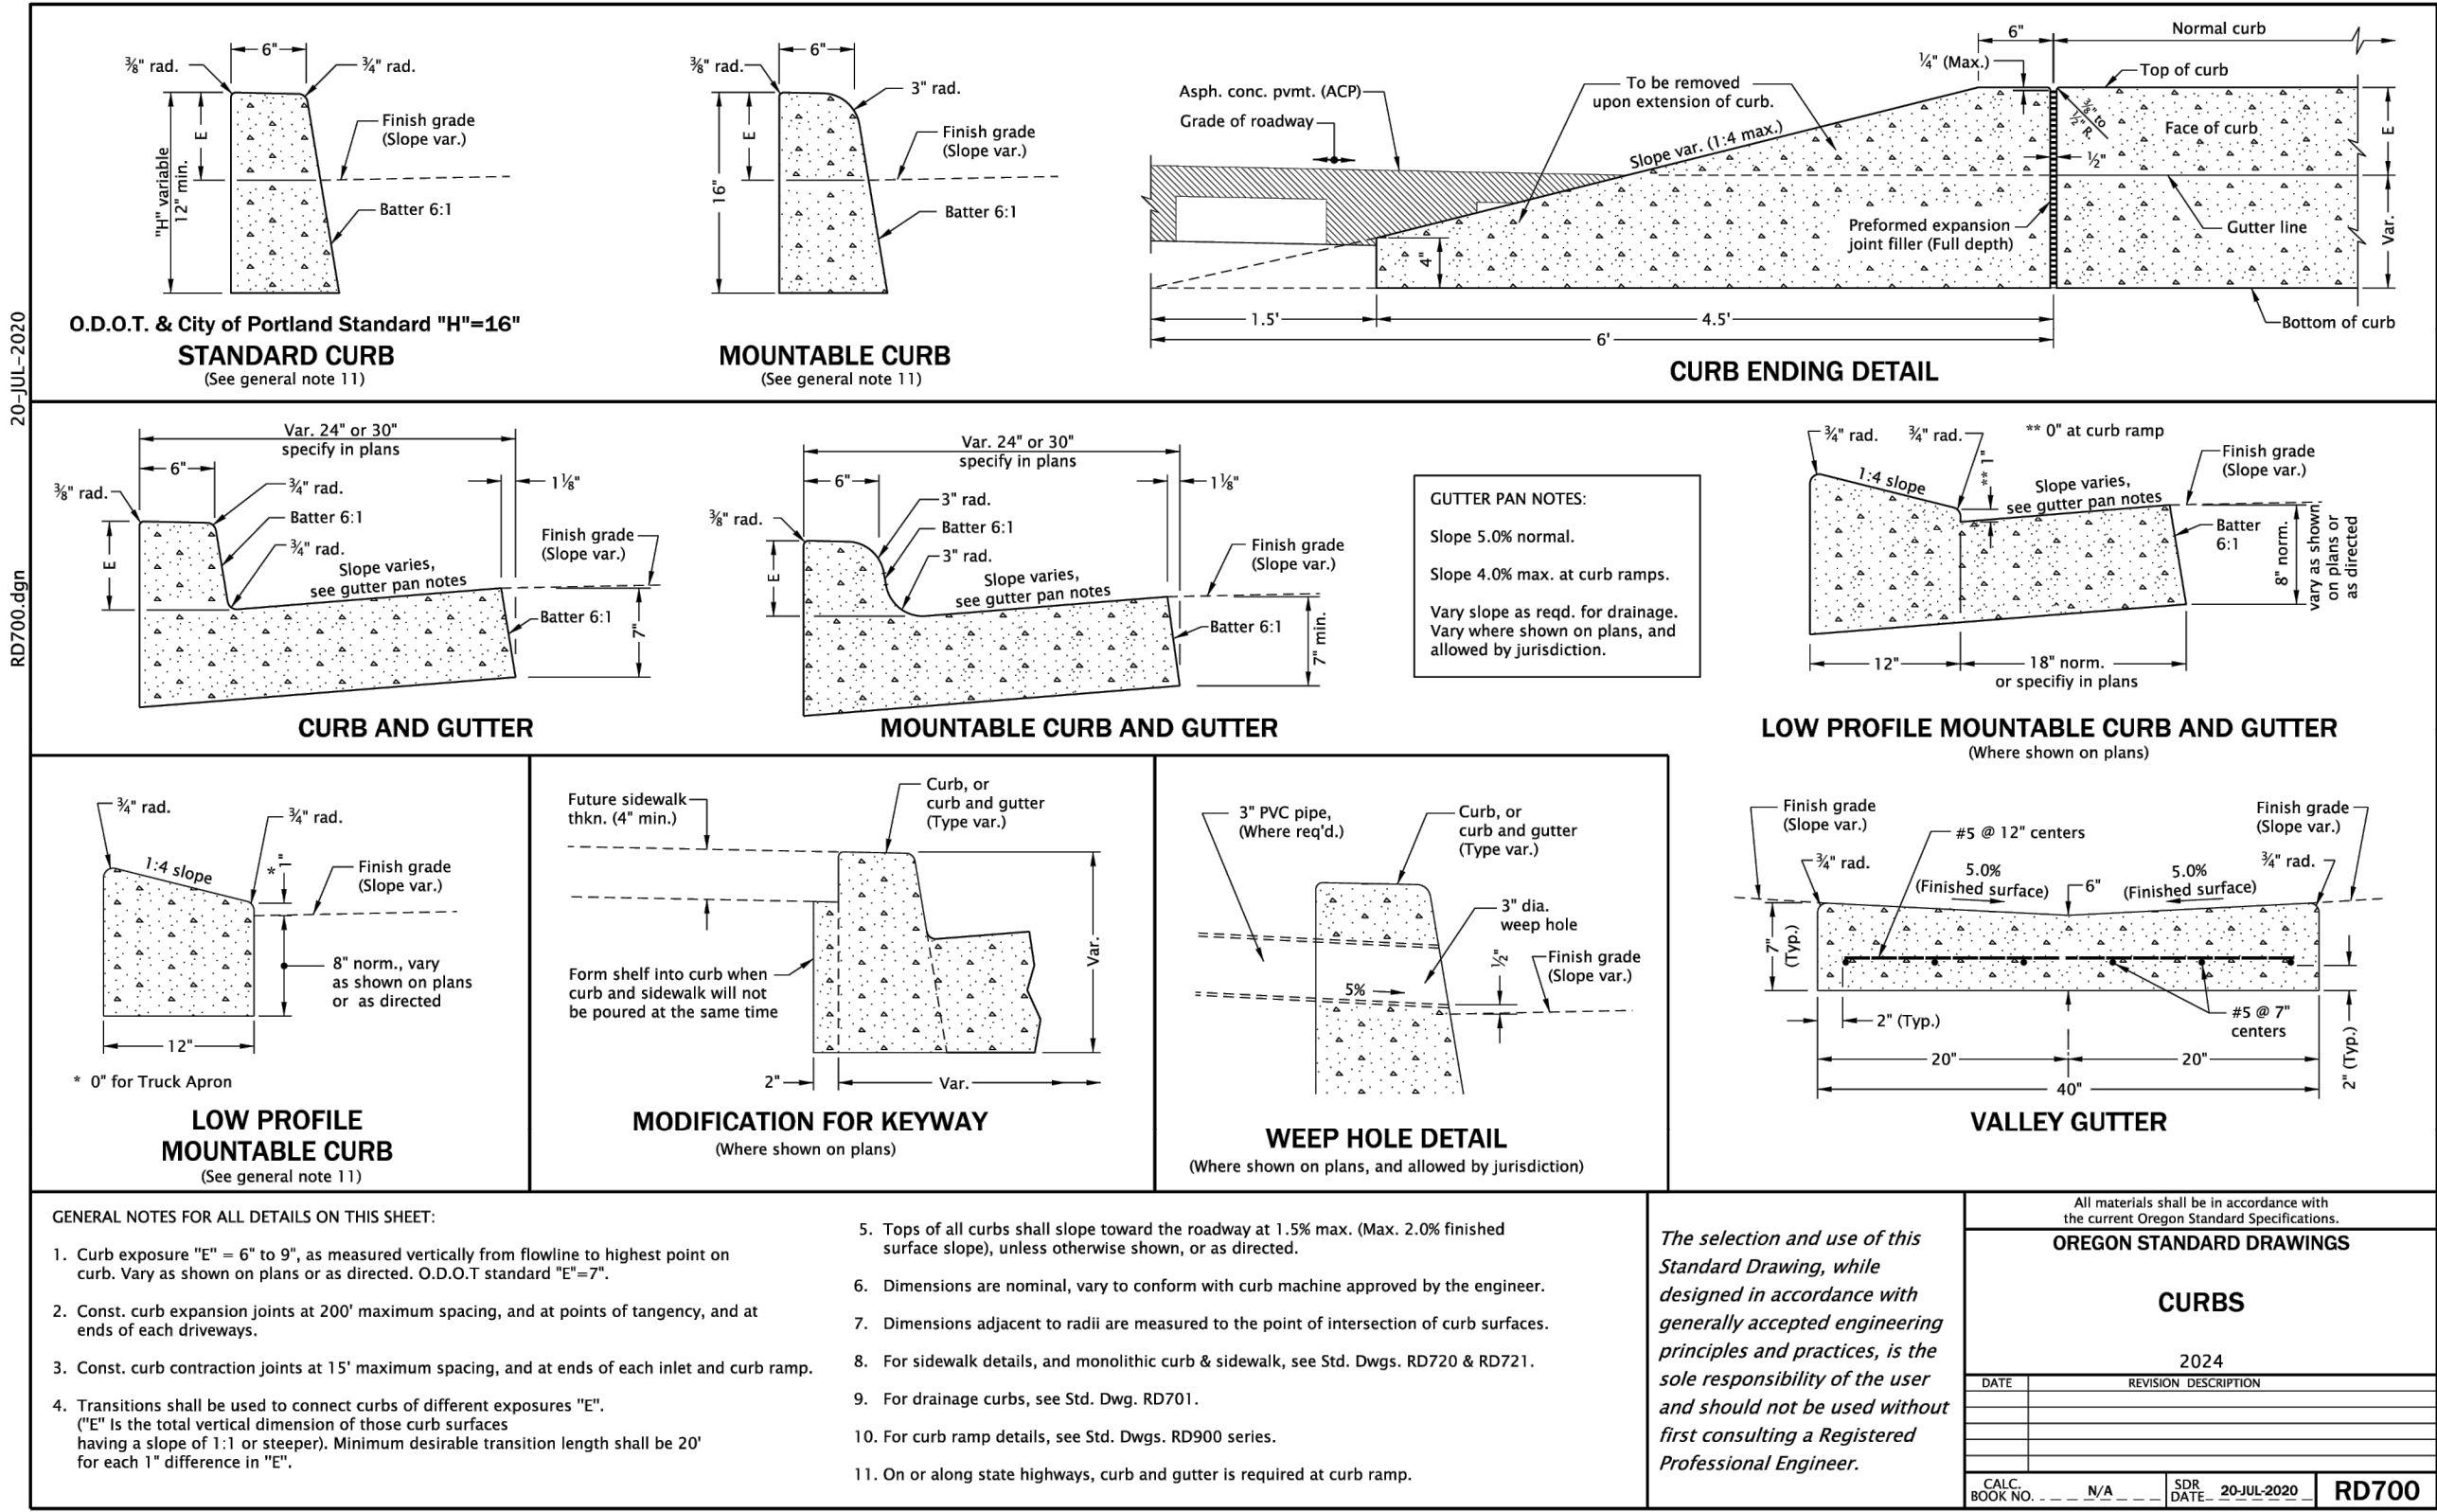 20-JUL-2020
RD700.dgn
6"
⅜" rad.
¾" rad.
E
Finish grade
(Slope var.)
"H" variable
12" min.
Batter 6:1
O.D.O.T. & City of Portland Standard "H"=16"
STANDARD CURB
(See general note 11)
6"
⅜" rad.
3" rad.
E
Finish grade
(Slope var.)
16"
Batter 6:1
MOUNTABLE CURB
(See general note 11)
6"
Normal curb
¼" (Max.)
Top of curb
To be removed
upon extension of curb.
Asph. conc. pvmt. (ACP)
Grade of roadway
Slope var. (1:4 max.)
⅜" to
½" R.
Face of curb
E
½"
Preformed expansion
joint filler (Full depth)
Gutter line
Var.
4"
1.5'
4.5'
6'
Bottom of curb
CURB ENDING DETAIL
Var. 24" or 30"
specify in plans
6"
1⅛"
⅜" rad.
¾" rad.
Batter 6:1
¾" rad.
E
Slope varies,
see gutter pan notes
Finish grade
(Slope var.)
Batter 6:1
7"
CURB AND GUTTER
Var. 24" or 30"
specify in plans
6"
1⅛"
⅜" rad.
3" rad.
Batter 6:1
3" rad.
E
Slope varies,
see gutter pan notes
Finish grade
(Slope var.)
Batter 6:1
7" min.
MOUNTABLE CURB AND GUTTER
GUTTER PAN NOTES:
Slope 5.0% normal.
Slope 4.0% max. at curb ramps.
Vary slope as reqd. for drainage.
Vary where shown on plans, and
allowed by jurisdiction.
¾" rad.
¾" rad.
** 0" at curb ramp
** 1"
1:4 slope
Slope varies,
see gutter pan notes
Finish grade
(Slope var.)
Batter
6:1
8" norm.
vary as shown
on plans or
as directed
12"
18" norm.
or specifiy in plans
LOW PROFILE MOUNTABLE CURB AND GUTTER
(Where shown on plans)
¾" rad.
¾" rad.
1:4 slope
* 1"
Finish grade
(Slope var.)
8" norm., vary
as shown on plans
or as directed
12"
* 0" for Truck Apron
LOW PROFILE
MOUNTABLE CURB
(See general note 11)
Future sidewalk
thkn. (4" min.)
Curb, or
curb and gutter
(Type var.)
Form shelf into curb when
curb and sidewalk will not
be poured at the same time
Var.
2"
Var.
MODIFICATION FOR KEYWAY
(Where shown on plans)
3" PVC pipe,
(Where req'd.)
Curb, or
curb and gutter
(Type var.)
3" dia.
weep hole
½"
Finish grade
(Slope var.)
5%
WEEP HOLE DETAIL
(Where shown on plans, and allowed by jurisdiction)
Finish grade
(Slope var.)
#5 @ 12" centers
Finish grade
(Slope var.)
¾" rad.
5.0%
(Finished surface)
6"
5.0%
(Finished surface)
¾" rad.
7"
(Typ.)
2" (Typ.)
#5 @ 7"
centers
2" (Typ.)
20"
20"
40"
VALLEY GUTTER
GENERAL NOTES FOR ALL DETAILS ON THIS SHEET:
1. Curb exposure "E" = 6" to 9", as measured vertically from flowline to highest point on
curb. Vary as shown on plans or as directed. O.D.O.T standard "E"=7".
2. Const. curb expansion joints at 200' maximum spacing, and at points of tangency, and at
ends of each driveways.
3. Const. curb contraction joints at 15' maximum spacing, and at ends of each inlet and curb ramp.
4. Transitions shall be used to connect curbs of different exposures "E".
("E" Is the total vertical dimension of those curb surfaces
having a slope of 1:1 or steeper). Minimum desirable transition length shall be 20'
for each 1" difference in "E".
5. Tops of all curbs shall slope toward the roadway at 1.5% max. (Max. 2.0% finished
surface slope), unless otherwise shown, or as directed.
6. Dimensions are nominal, vary to conform with curb machine approved by the engineer.
7. Dimensions adjacent to radii are measured to the point of intersection of curb surfaces.
8. For sidewalk details, and monolithic curb & sidewalk, see Std. Dwgs. RD720 & RD721.
9. For drainage curbs, see Std. Dwg. RD701.
10. For curb ramp details, see Std. Dwgs. RD900 series.
11. On or along state highways, curb and gutter is required at curb ramp.
The selection and use of this
Standard Drawing, while
designed in accordance with
generally accepted engineering
principles and practices, is the
sole responsibility of the user
and should not be used without
first consulting a Registered
Professional Engineer.
All materials shall be in accordance with
the current Oregon Standard Specifications.
OREGON STANDARD DRAWINGS
CURBS
2024
DATE
REVISION DESCRIPTION
CALC.
BOOK NO. N/A
SDR
DATE 20-JUL-2020
RD700